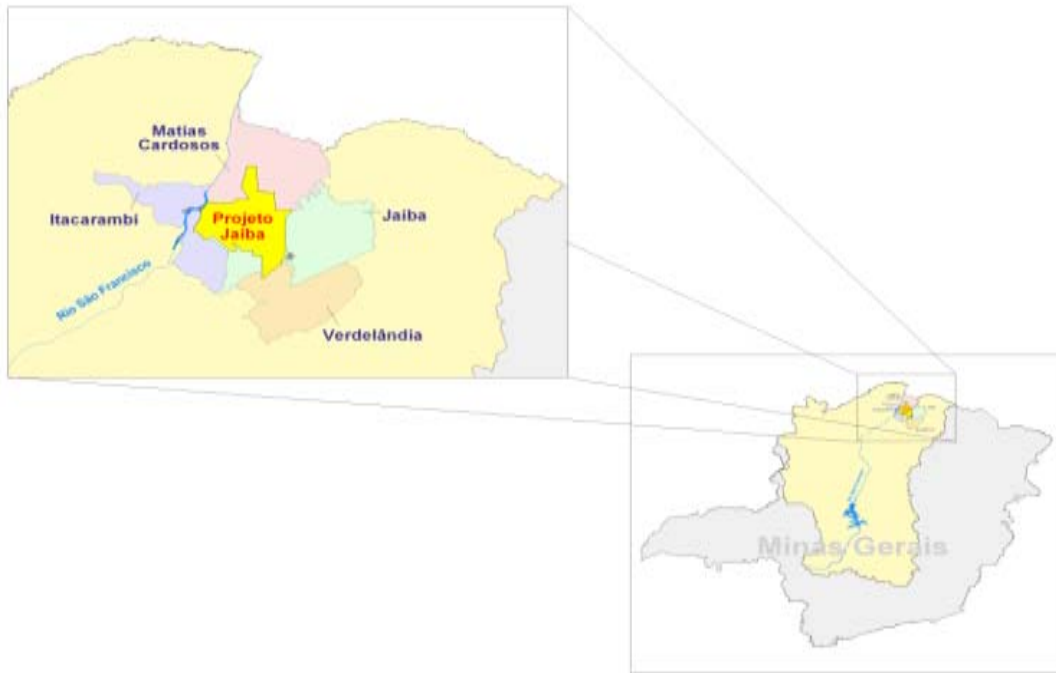 Matias
Cardosos
Itacarambi
Projeto
Jaíba
Jaíba
Rio São Francisco
Verdelândia
Minas Gerais